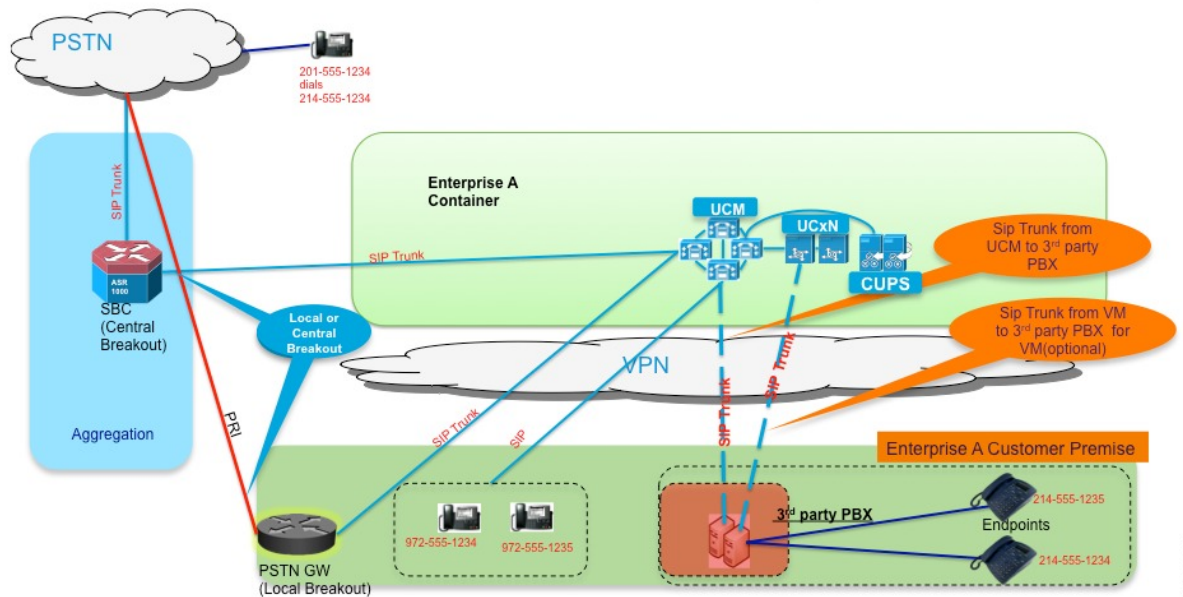 PSTN
201-555-1234
dials
214-555-1234
SIP Trunk
Enterprise A
Container
UCM
UCxN
CUPS
Sip Trunk from
UCM to 3rd party
PBX
SIP Trunk
ASR
1000
SBC
(Central
Breakout)
Local or
Central
Breakout
Sip Trunk from VM
to 3rd party PBX for
VM(optional)
VPN
SIP Trunk
SIP Trunk
PRI
SIP Trunk
SIP
Aggregation
Enterprise A Customer Premise
972-555-1234
972-555-1235
3rd party PBX
214-555-1235
Endpoints
214-555-1234
PSTN GW
(Local Breakout)